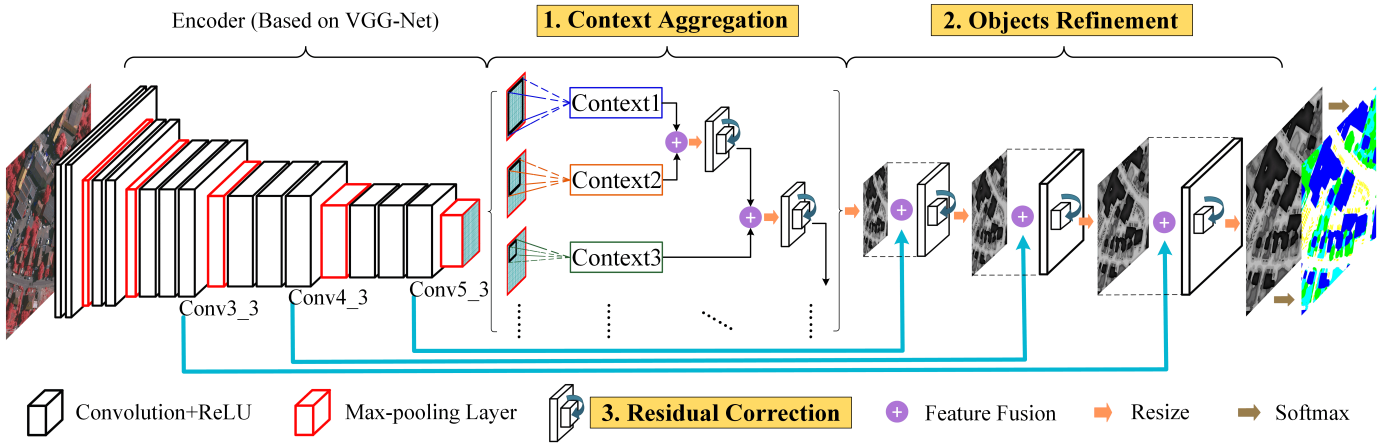 Encoder (Based on VGG-Net)
1. Context Aggregation
2. Objects Refinement
Context1
Context2
Context3
Conv3_3
Conv4_3
Conv5_3
Convolution+ReLU
Max-pooling Layer
3. Residual Correction
Feature Fusion
Resize
Softmax